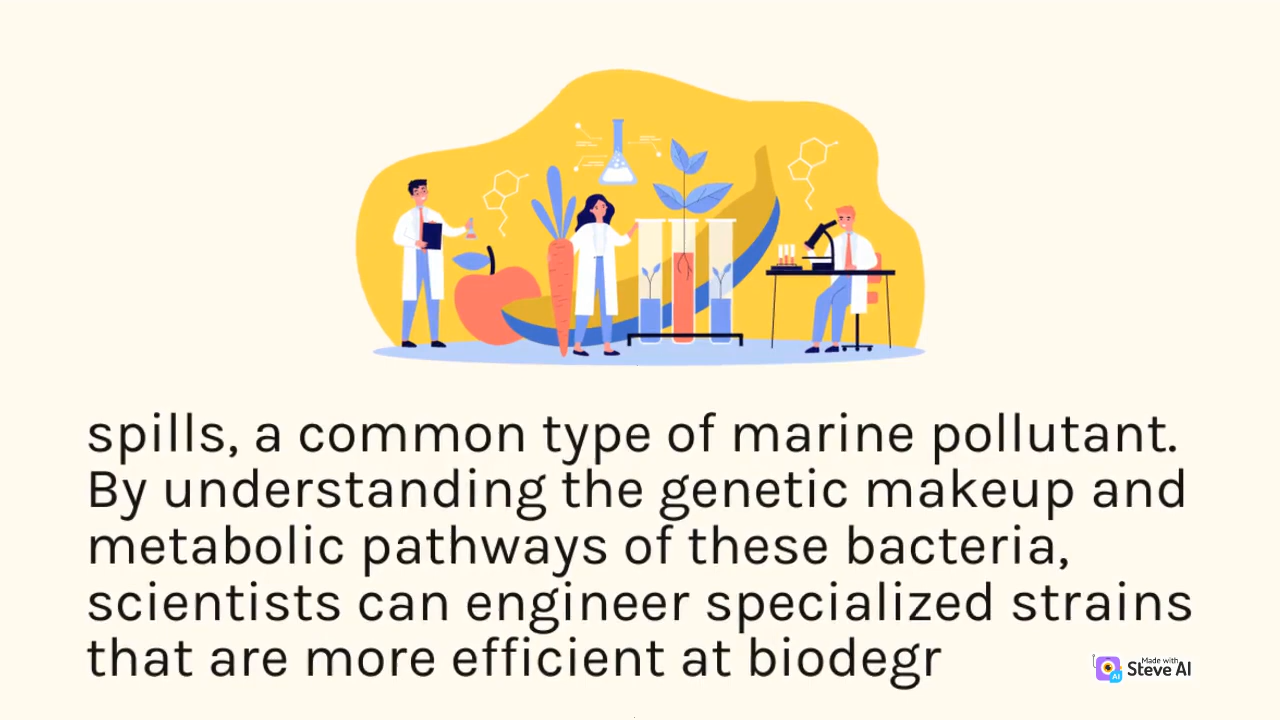 spills, a common type of marine pollutant.
By understanding the genetic makeup and
metabolic pathways of these bacteria,
scientists can engineer specialized strains
that are more efficient at biodegr
Made with
Steve AI
AI